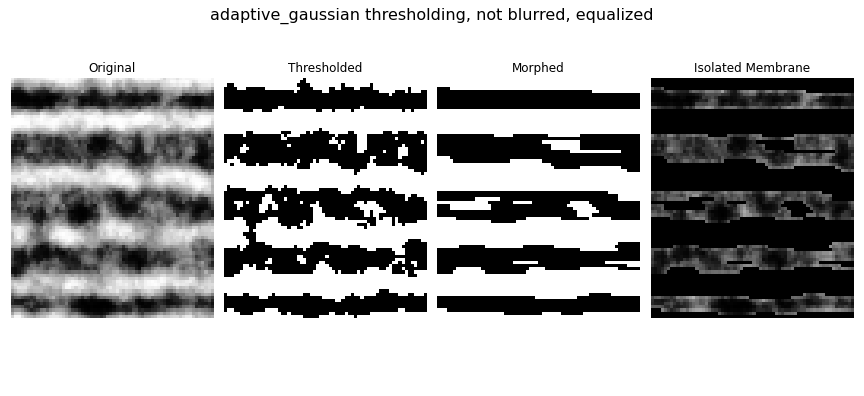 adaptive_gaussian thresholding, not blurred, equalized
Original
Thresholded
Morphed
Isolated Membrane